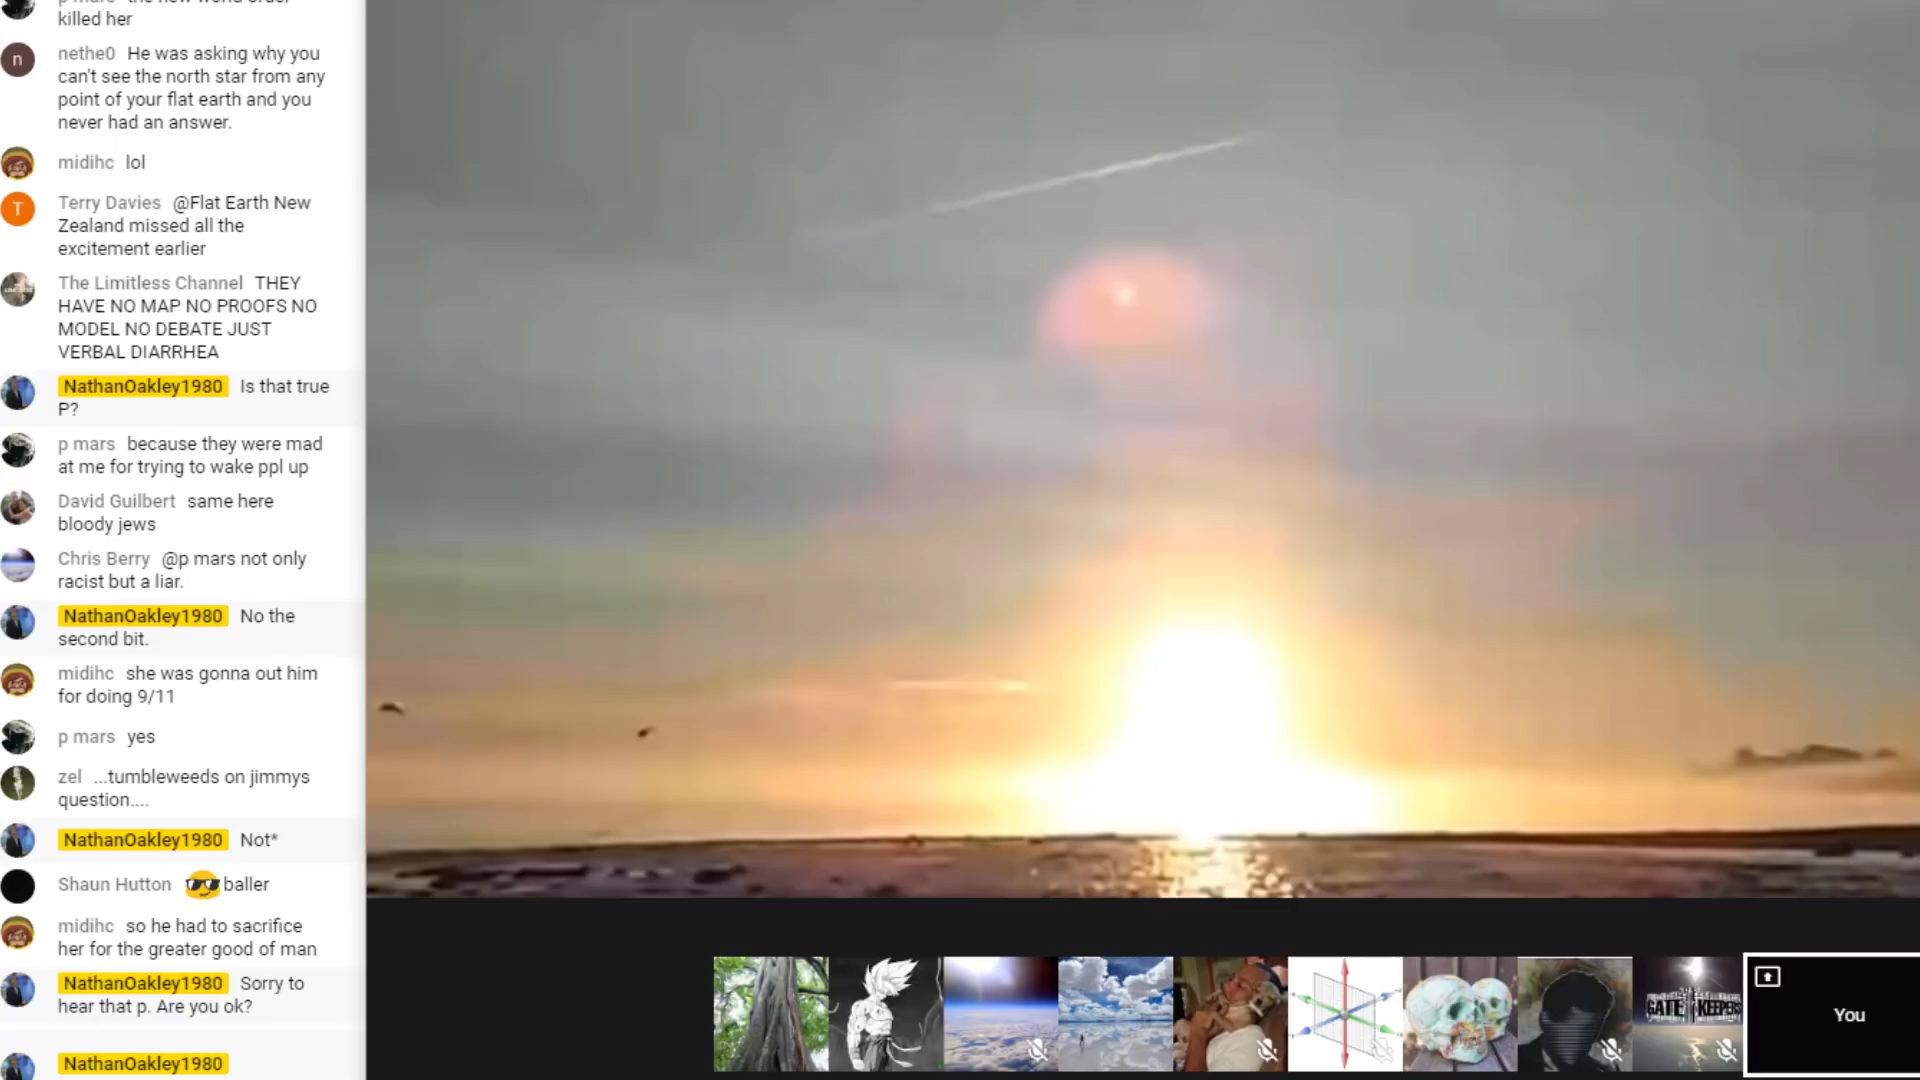 p mars the new world order
killed her
n
nethe0 He was asking why you
can't see the north star from any
point of your flat earth and you
never had an answer.
midihc lol
T
Terry Davies @Flat Earth New
Zealand missed all the
excitement earlier
The Limitless Channel THEY
HAVE NO MAP NO PROOFS NO
MODEL NO DEBATE JUST
VERBAL DIARRHEA
NathanOakley1980 Is that true
P?
p mars because they were mad
at me for trying to wake ppl up
David Guilbert same here
bloody jews
Chris Berry @p mars not only
racist but a liar.
NathanOakley1980 No the
second bit.
midihc she was gonna out him
for doing 9/11
p mars yes
zel ...tumbleweeds on jimmys
question....
NathanOakley1980 Not*
Shaun Hutton 😎 baller
midihc so he had to sacrifice
her for the greater good of man
NathanOakley1980 Sorry to
hear that p. Are you ok?
NathanOakley1980
GATE KEEPERS
You